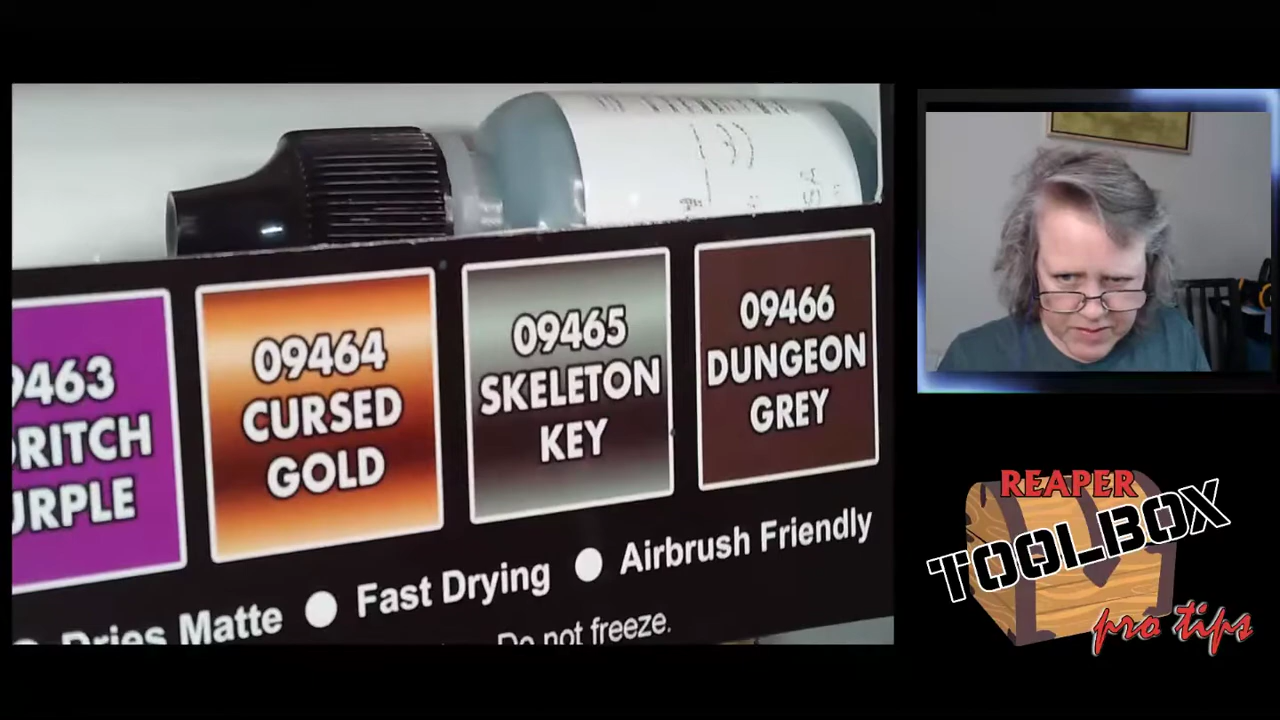 9463
DRITCH
URPLE
09464
CURSED
GOLD
09465
SKELETON
KEY
09466
DUNGEON
GREY
Dries Matte ● Fast Drying ● Airbrush Friendly
Do not freeze.
REAPER
TOOLBOX
pro tips